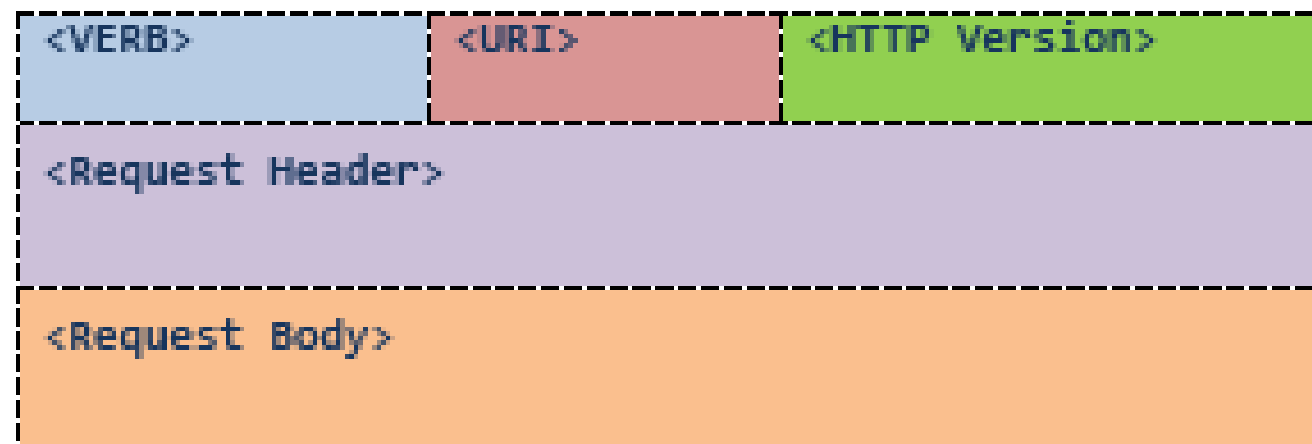 <VERB> <URI> <HTTP Version>
<Request Header>
<Request Body>